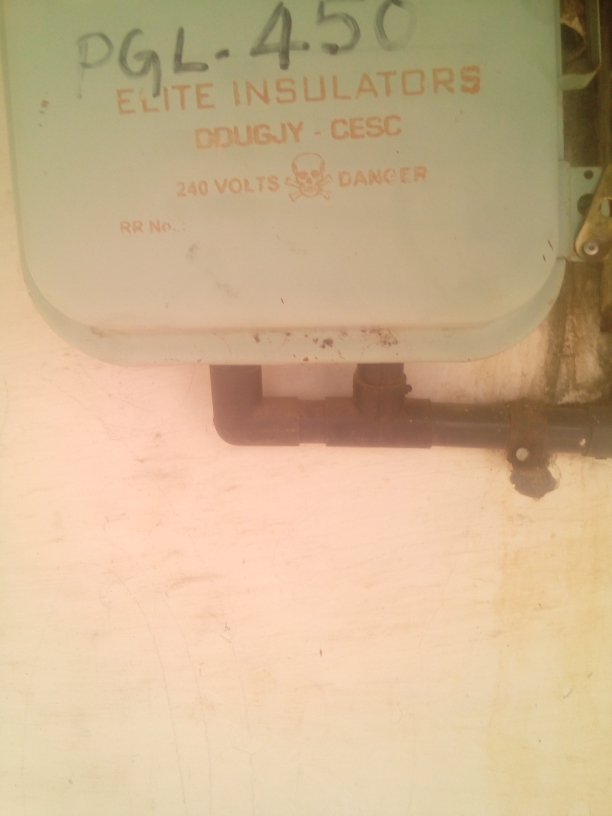 PGL-450
ELITE INSULATORS
DDUGJY - CESC
240 VOLTS DANGER
RR No..